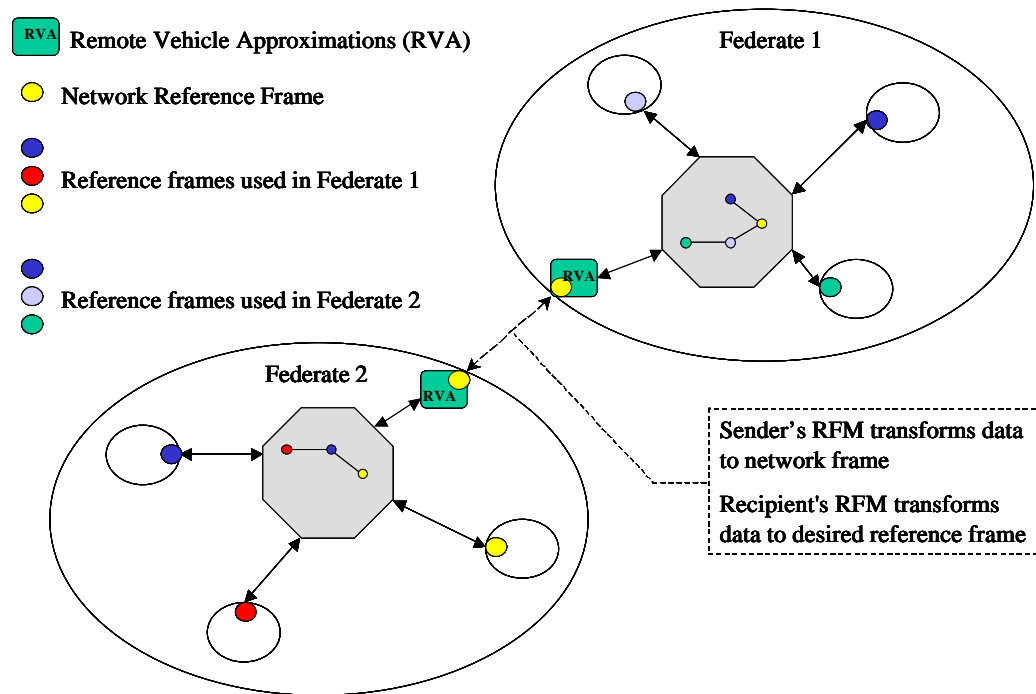 RVA
Remote Vehicle Approximations (RVA)
Network Reference Frame
Reference frames used in Federate 1
Reference frames used in Federate 2
Federate 1
RVA
Federate 2
RVA
Sender's RFM transforms data
to network frame
Recipient's RFM transforms
data to desired reference frame